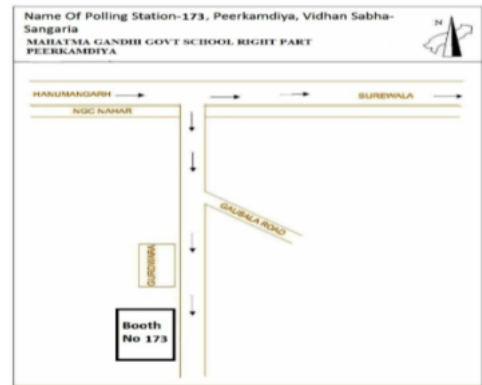 Name Of Polling Station-173, Peerkamdiya, Vidhan Sabha-
Sangaria
MAHATMA GANDHI GOVT SCHOOL RIGHT PART
PEERKAMDIYA
N
HANUMANGARH
SUREWALA
NGC NAHAR
GAUSALA ROAD
GURDWARA
Booth
No 173